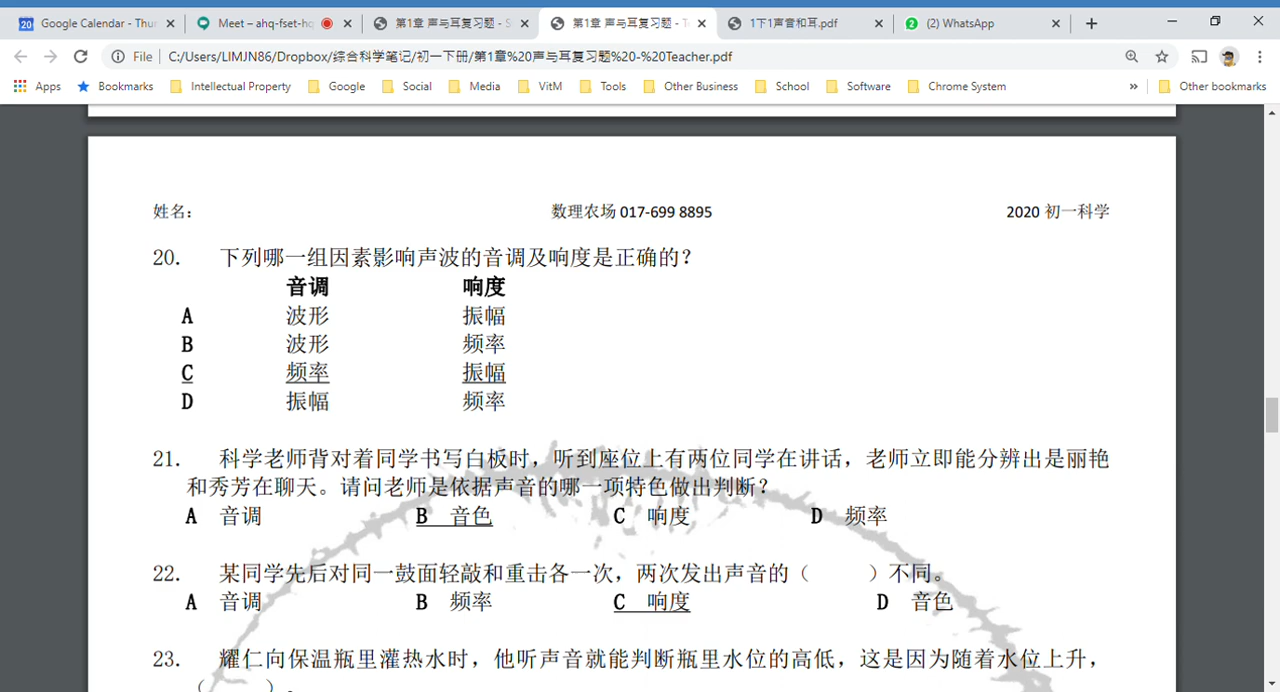 Google Calendar - Thu
Meet – ahq-fset-hq
第1章 声与耳复习题 - S
第1章 声与耳复习题 - T
1下1声音和耳.pdf
(2) WhatsApp
File
C:/Users/LIMJN86/Dropbox/综合科学笔记/初一下册/第1章%20声与耳复习题%20-%20Teacher.pdf
Apps
Bookmarks
Intellectual Property
Google
Social
Media
VitM
Tools
Other Business
School
Software
Chrome System
»
Other bookmarks
姓名：
数理农场 017-699 8895
2020 初一科学
20. 下列哪一组因素影响声波的音调及响度是正确的？
音调 响度
A 波形 振幅
B 波形 频率
C 频率 振幅
D 振幅 频率
21. 科学老师背对着同学书写白板时，听到座位上有两位同学在讲话，老师立即能分辨出是丽艳
和秀芳在聊天。请问老师是依据声音的哪一项特色做出判断？
A 音调 B 音色 C 响度 D 频率
22. 某同学先后对同一鼓面轻敲和重击各一次，两次发出声音的（ ）不同。
A 音调 B 频率 C 响度 D 音色
23. 耀仁向保温瓶里灌热水时，他听声音就能判断瓶里水位的高低，这是因为随着水位上升，
（ ）。